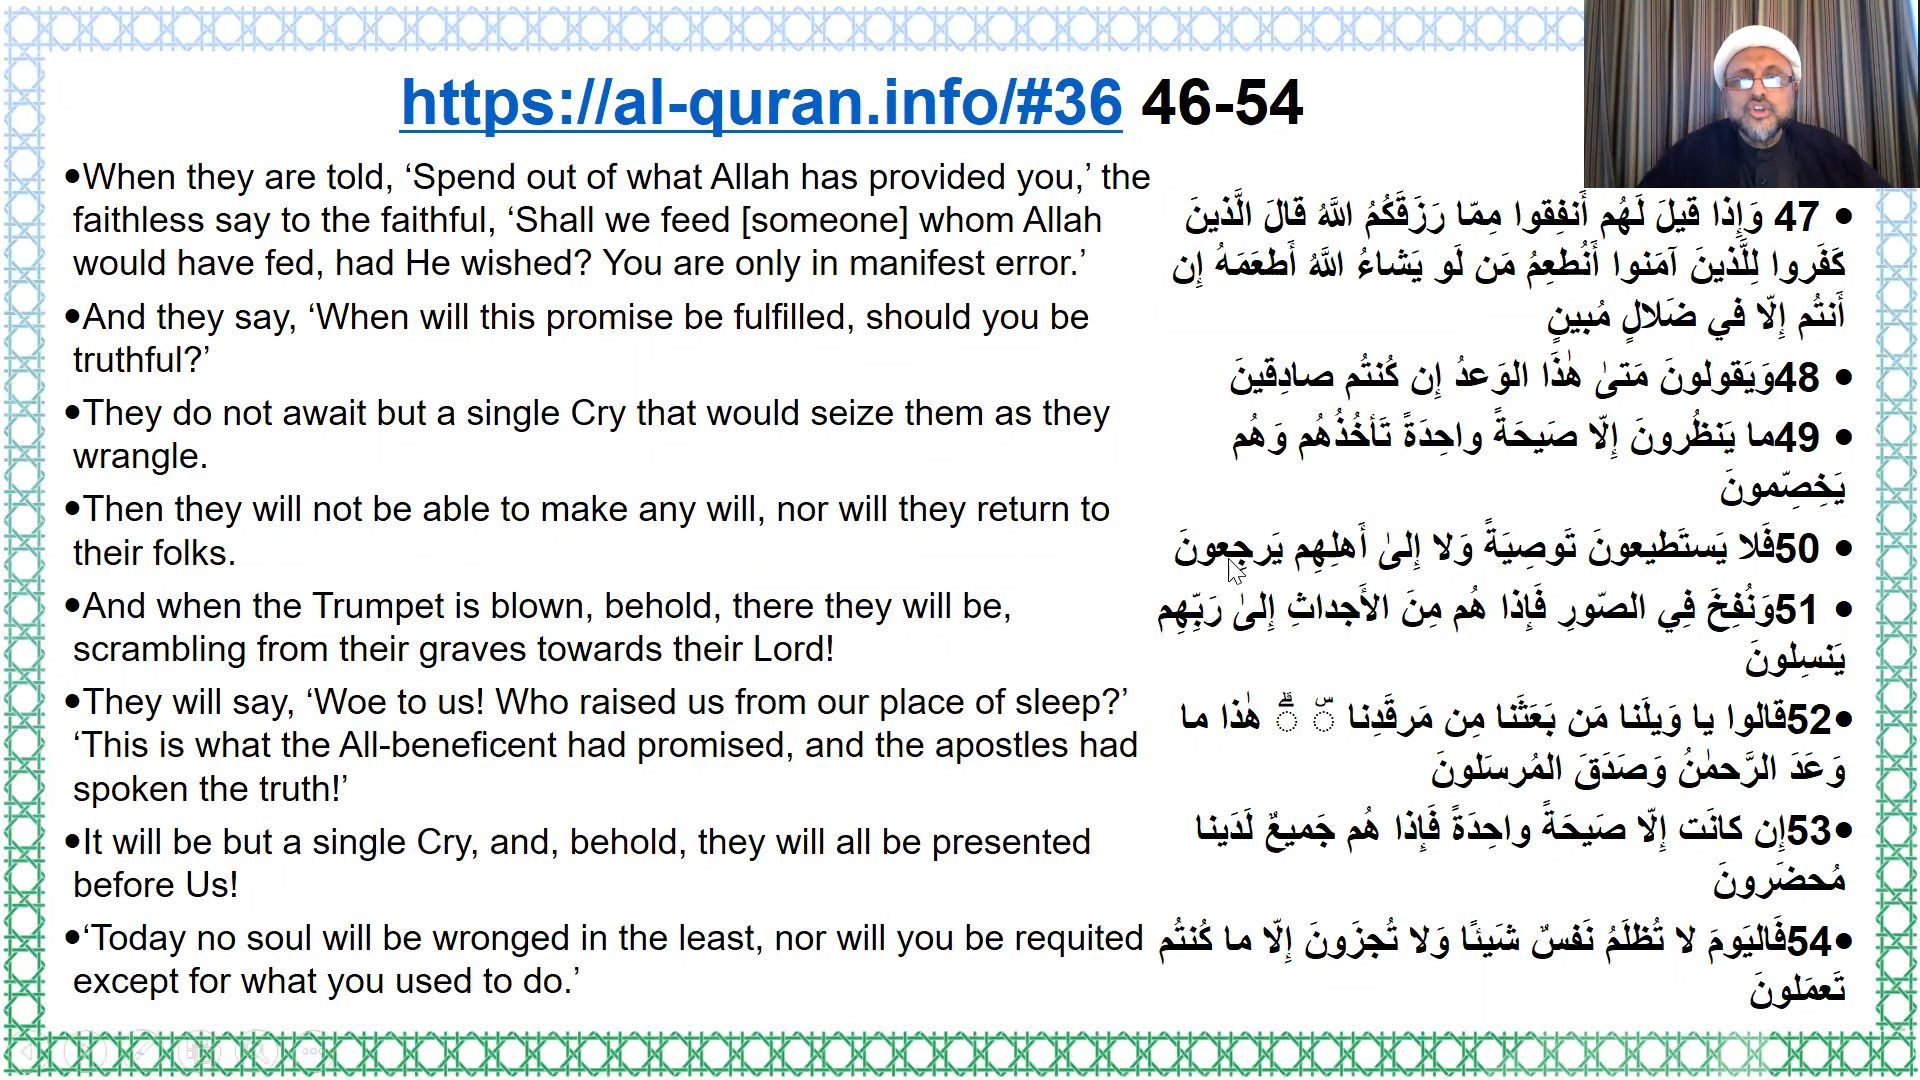 https://al-quran.info/#36 46-54
•When they are told, ‘Spend out of what Allah has provided you,’ the
faithless say to the faithful, ‘Shall we feed [someone] whom Allah
would have fed, had He wished? You are only in manifest error.’
•And they say, ‘When will this promise be fulfilled, should you be
truthful?’
•They do not await but a single Cry that would seize them as they
wrangle.
•Then they will not be able to make any will, nor will they return to
their folks.
•And when the Trumpet is blown, behold, there they will be,
scrambling from their graves towards their Lord!
•They will say, ‘Woe to us! Who raised us from our place of sleep?’
‘This is what the All-beneficent had promised, and the apostles had
spoken the truth!’
•It will be but a single Cry, and, behold, they will all be presented
before Us!
•‘Today no soul will be wronged in the least, nor will you be requited
except for what you used to do.’
• 47 وَإِذا قيلَ لَهُم أَنفِقوا مِمّا رَزَقَكُمُ اللَّهُ قالَ الَّذينَ
كَفَروا لِلَّذينَ آمَنوا أَنُطعِمُ مَن لَو يَشاءُ اللَّهُ أَطعَمَهُ إِن
أَنتُم إِلّا في ضَلالٍ مُبينٍ
• 48وَيَقولونَ مَتىٰ هٰذَا الوَعدُ إِن كُنتُم صادِقينَ
• 49ما يَنظُرونَ إِلّا صَيحَةً واحِدَةً تَأخُذُهُم وَهُم
يَخِصِّمونَ
• 50فَلا يَستَطيعونَ تَوصِيَةً وَلا إِلىٰ أَهلِهِم يَرجِعونَ
• 51وَنُفِخَ فِي الصّورِ فَإِذا هُم مِنَ الأَجداثِ إِلىٰ رَبِّهِم
يَنسِلونَ
•52قالوا يا وَيلَنا مَن بَعَثَنا مِن مَرقَدِنا ۜ ۗ هٰذا ما
وَعَدَ الرَّحمٰنُ وَصَدَقَ المُرسَلونَ
•53إِن كانَت إِلّا صَيحَةً واحِدَةً فَإِذا هُم جَميعٌ لَدَينا
مُحضَرونَ
•54فَاليَومَ لا تُظلَمُ نَفسٌ شَيئًا وَلا تُجزَونَ إِلّا ما كُنتُم
تَعمَلونَ